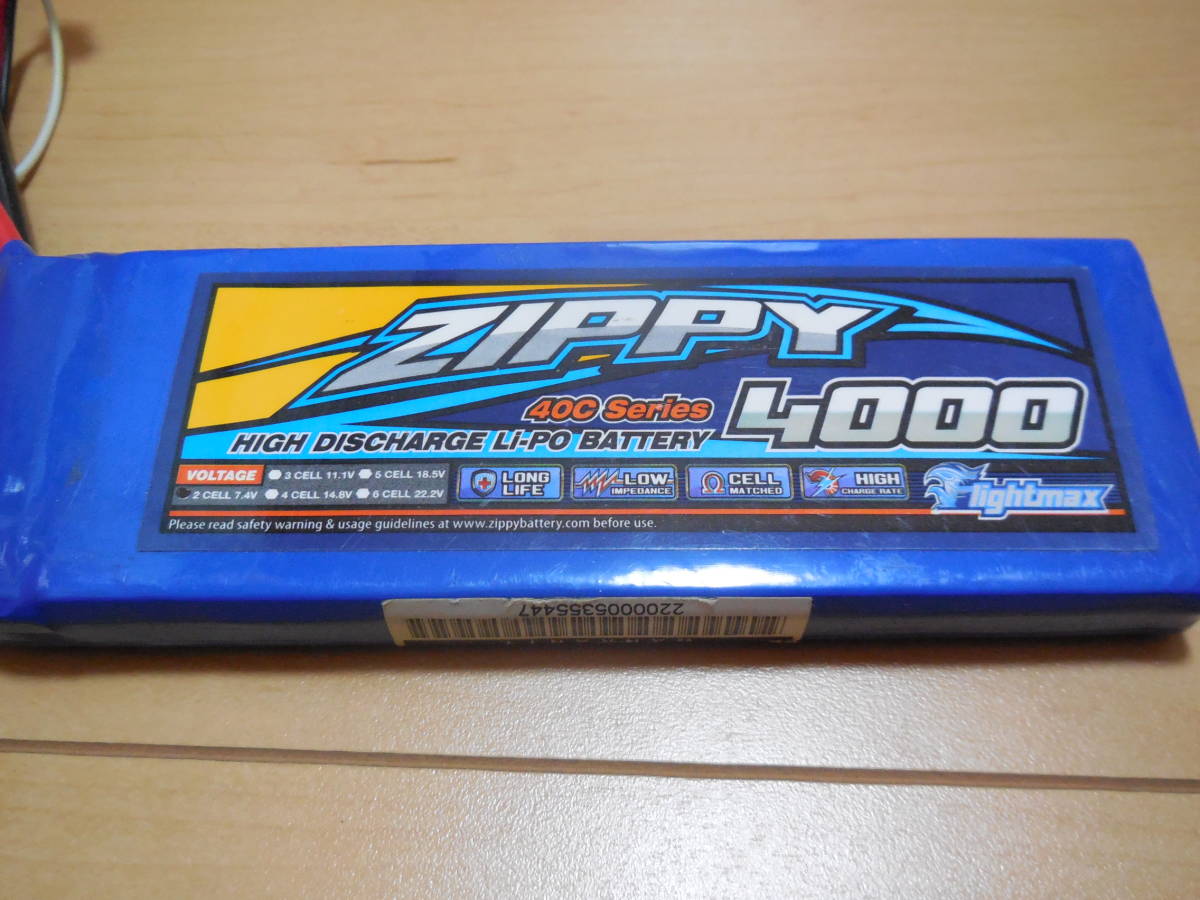 ZIPPY
40C Series 4000
HIGH DISCHARGE Li-PO BATTERY
VOLTAGE 3 CELL 11.1V 5 CELL 18.5V
2 CELL 7.4V 4 CELL 14.8V 6 CELL 22.2V
LONG LIFE
LOW IMPEDANCE
CELL MATCHED
HIGH CHARGE RATE
flightmax
Please read safety warning & usage guidelines at www.zippybattery.com before use.
2200005355447